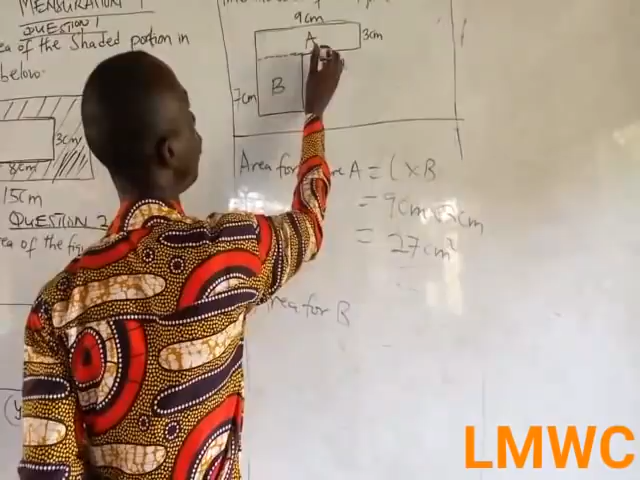 MENSURATION
QUESTION 1
area of the Shaded portion in
below.
3cm
8cm
15cm
QUESTION 2
area of the fig
9cm
A
3cm
B
7cm
Area for A = L x B
= 9cm x 3cm
= 27cm²
Area for B
LMWC